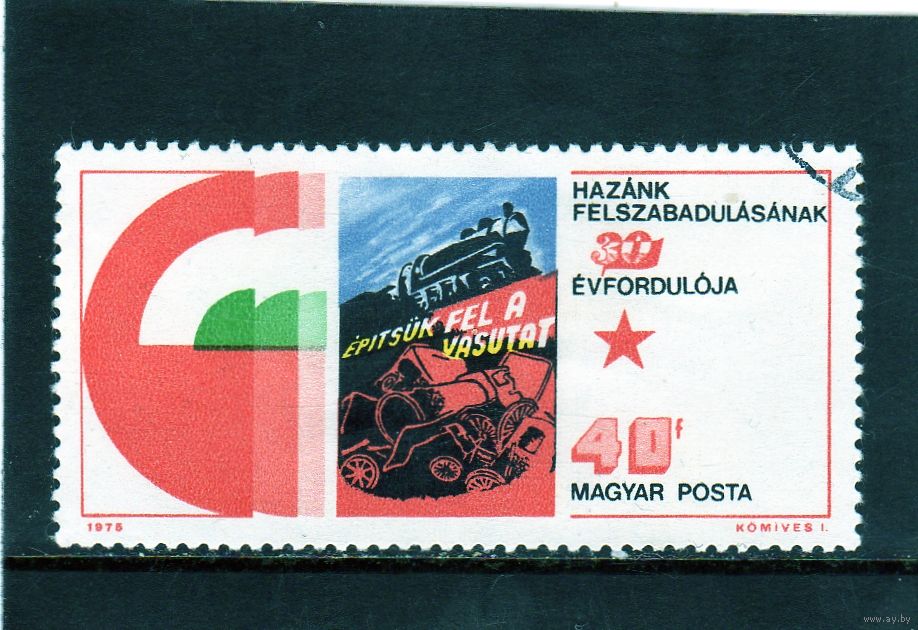 HAZÁNK
FELSZABADULÁSÁNAK
30
ÉVFORDULÓJA
ÉPITSÜK FEL A
VASUTAT
40f
MAGYAR POSTA
1975
KÖMIVES I.
www.ay.by